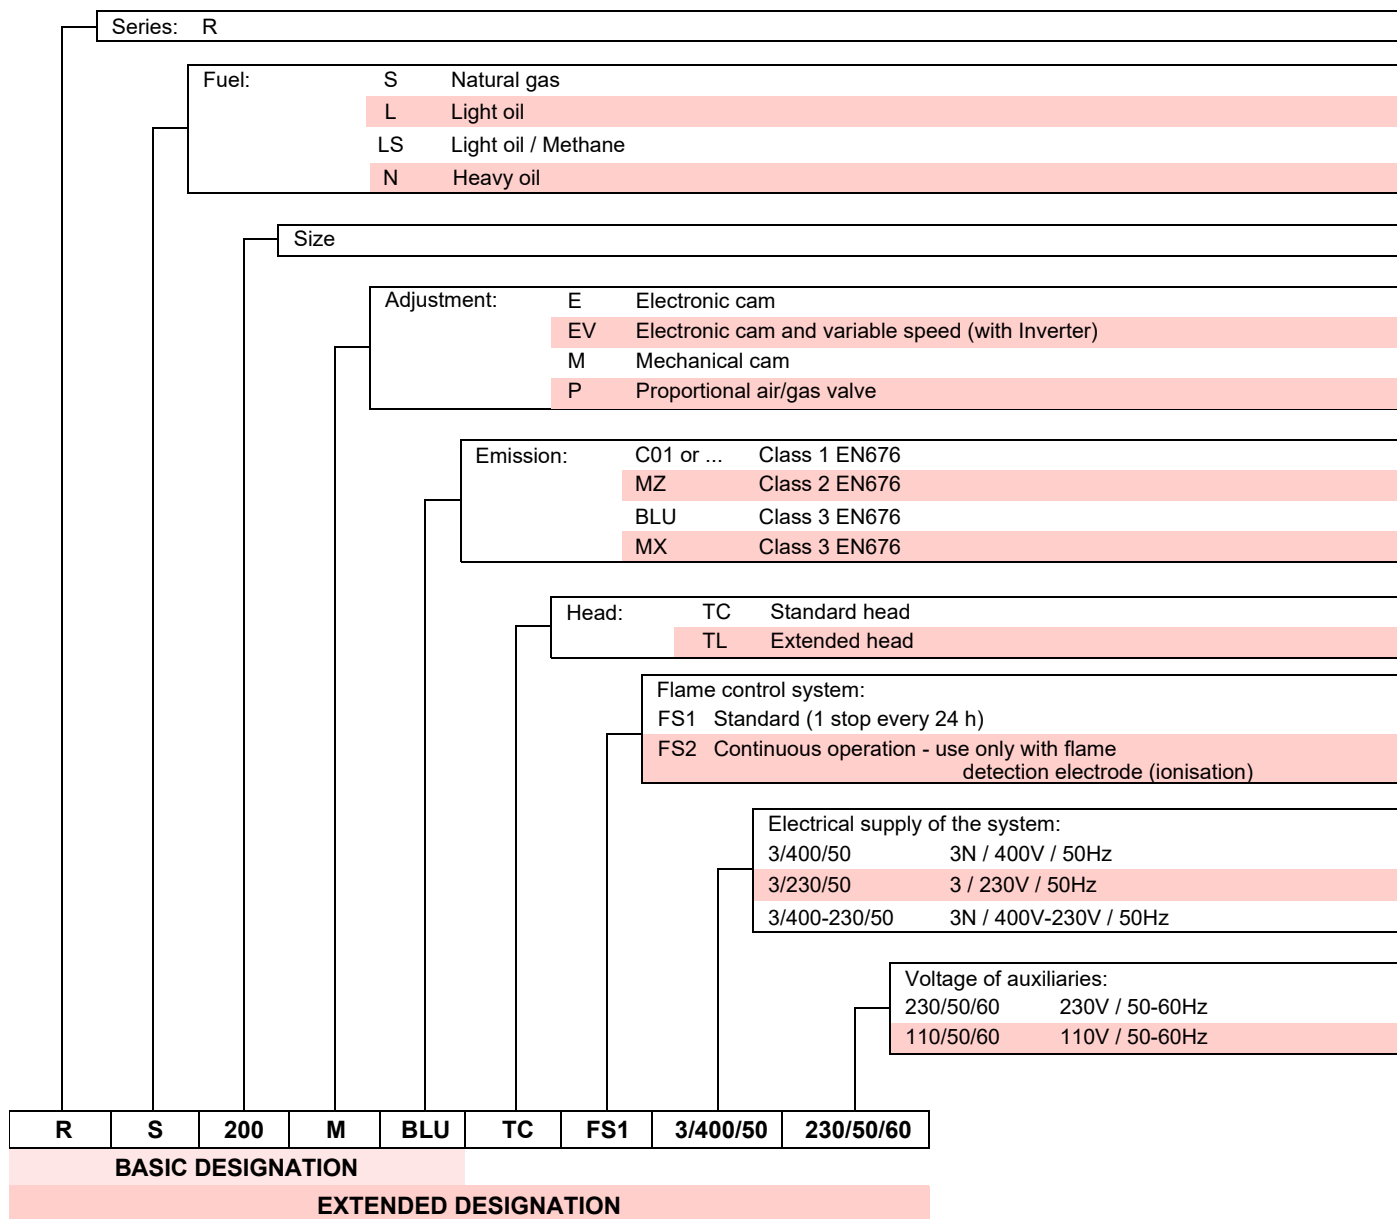 Series: R
Fuel: S Natural gas
L Light oil
LS Light oil / Methane
N Heavy oil
Size
Adjustment: E Electronic cam
EV Electronic cam and variable speed (with Inverter)
M Mechanical cam
P Proportional air/gas valve
Emission: C01 or ... Class 1 EN676
MZ Class 2 EN676
BLU Class 3 EN676
MX Class 3 EN676
Head: TC Standard head
TL Extended head
Flame control system:
FS1 Standard (1 stop every 24 h)
FS2 Continuous operation - use only with flame
detection electrode (ionisation)
Electrical supply of the system:
3/400/50 3N / 400V / 50Hz
3/230/50 3 / 230V / 50Hz
3/400-230/50 3N / 400V-230V / 50Hz
Voltage of auxiliaries:
230/50/60 230V / 50-60Hz
110/50/60 110V / 50-60Hz
R S 200 M BLU TC FS1 3/400/50 230/50/60
BASIC DESIGNATION
EXTENDED DESIGNATION